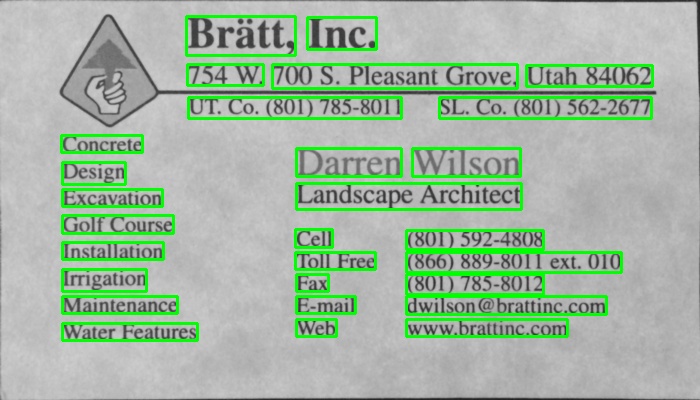 Brätt, Inc.
754 W. 700 S. Pleasant Grove, Utah 84062
UT. Co. (801) 785-8011 SL. Co. (801) 562-2677
Concrete
Design
Excavation
Golf Course
Installation
Irrigation
Maintenance
Water Features
Darren Wilson
Landscape Architect
Cell (801) 592-4808
Toll Free (866) 889-8011 ext. 010
Fax (801) 785-8012
E-mail dwilson@brattinc.com
Web www.brattinc.com